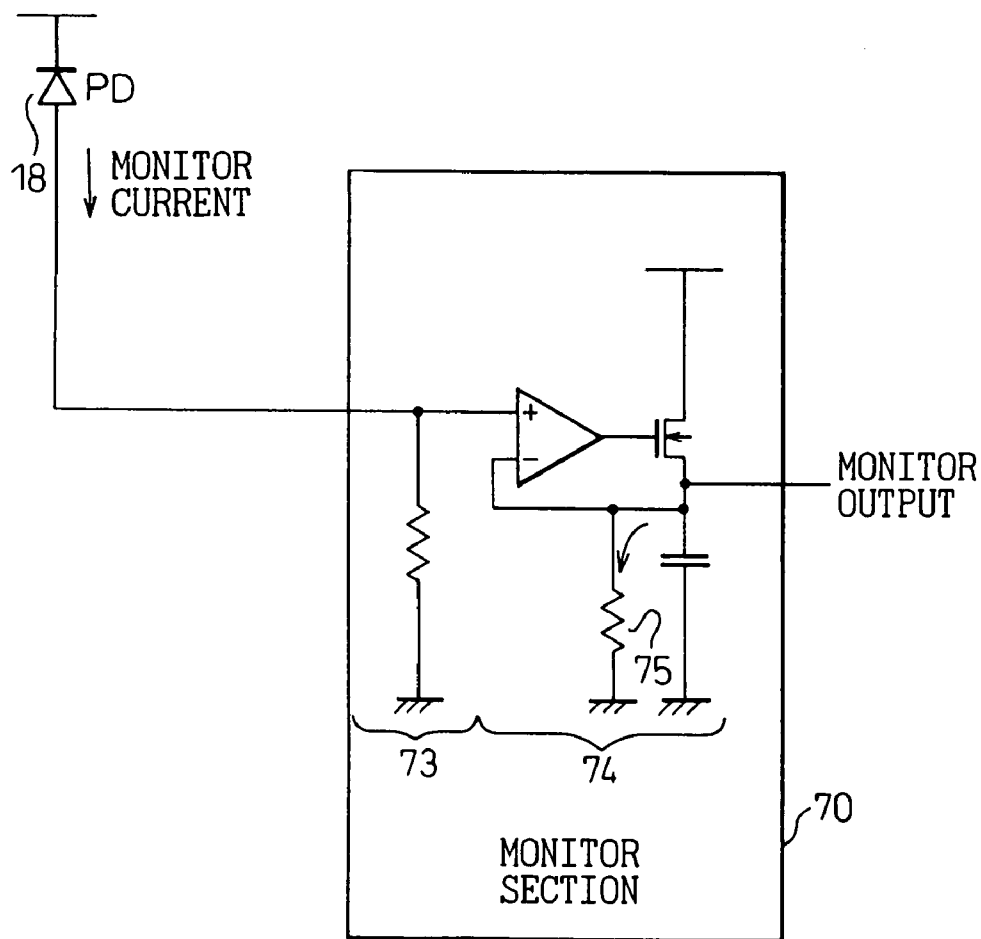 PD
18
MONITOR
CURRENT
+
−
MONITOR
OUTPUT
75
73
74
70
MONITOR
SECTION